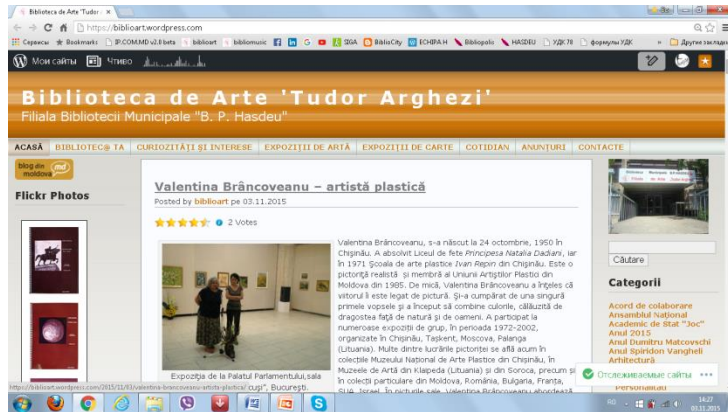 Biblioteca de Arte 'Tudor
https://biblioart.wordpress.com
Сервисы Bookmarks IP.COM.MD v2.0 beta biblioart bibliomusic SIGA BiblioCity ECHIPA H Bibliopolis HASDEU УДК 78 формулы УДК » Другие закладки
Мои сайты Чтиво
Biblioteca de Arte 'Tudor Arghezi'
Filiala Bibliotecii Municipale "B. P. Hasdeu"
ACASĂ BIBLIOTEC@ TA CURIOZITĂȚI ȘI INTERESE EXPOZIȚII DE ARTĂ EXPOZIȚII DE CARTE COTIDIAN ANUNȚURI CONTACTE
blog din moldova md
Flickr Photos
Valentina Brâncoveanu – artistă plastică
Posted by biblioart pe 03.11.2015
2 Votes
Valentina Brâncoveanu, s-a născut la 24 octombrie, 1950 în
Chișinău. A absolvit Liceul de fete Principesa Natalia Dadiani, iar
în 1971 Școala de arte plastice Ivan Repin din Chișinău. Este o
pictoriță realistă și membră al Uniunii Artiștilor Plastici din
Moldova din 1985. De mică, Valentina Brâncoveanu a înțeles că
viitorul îi este legat de pictură. Și-a cumpărat de una singură
primele vopsele și a început să combine culorile, călăuzită de
dragostea față de natură și de oameni. A participat la
numeroase expoziții de grup, în perioada 1972-2002,
organizate în Chișinău, Tașkent, Moscova, Palanga
(Lituania). Multe dintre lucrările pictoriței se află acum în
colecțiile Muzeului Național de Arte Plastice din Chișinău, în
Muzeele de Artă din Klaipeda (Lituania) și din Soroca, precum și
în colecții particulare din Moldova, România, Bulgaria, Franța,
SUA, Israel. În picturile sale, Valentina Brâncoveanu abordează
Expoziția de la Palatul Parlamentului,sala
cuși", București.
https://biblioart.wordpress.com/2015/11/03/valentina-brancoveanu-artista-plastica/
Căutare
Categorii
Acord de colaborare
Ansamblul Național
Academic de Stat "Joc"
Anul 2015
Anul Dumitru Matcovschi
Anul Spiridon Vangheli
Arhitectură
Отслеживаемые сайты
Personalitati
RO
14:27
03.11.2015